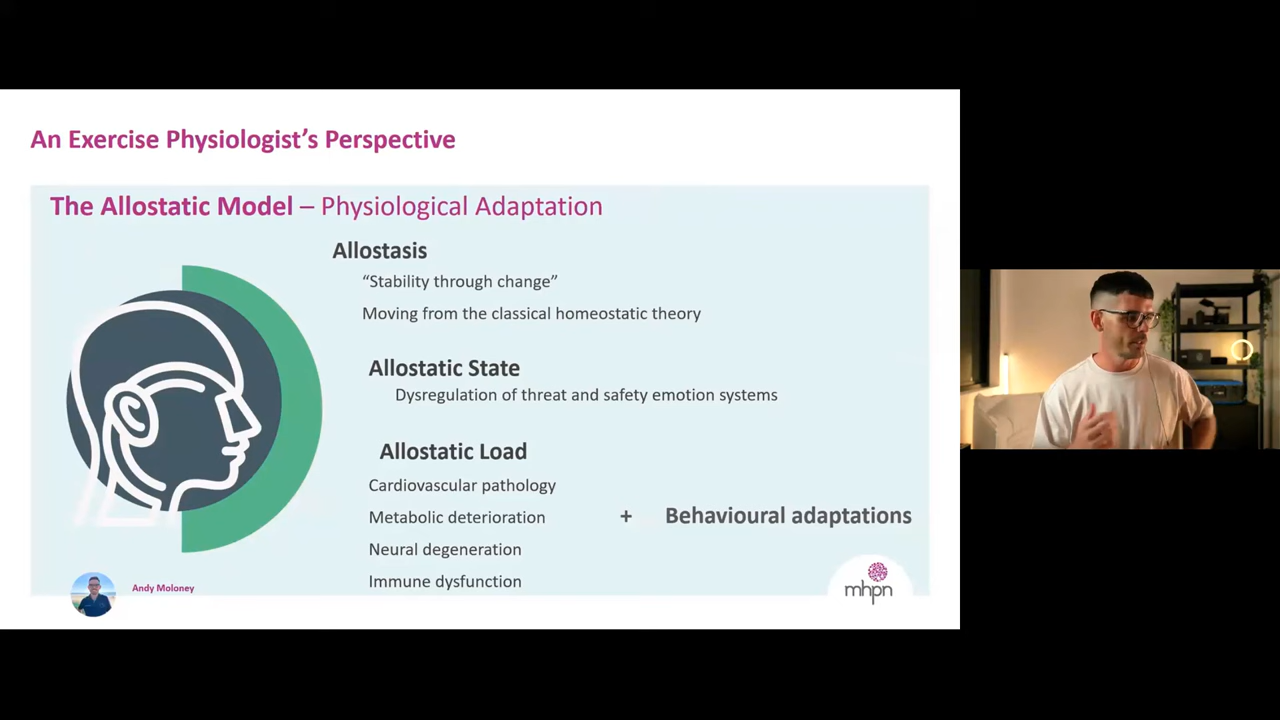 An Exercise Physiologist’s Perspective
The Allostatic Model – Physiological Adaptation
Allostasis
“Stability through change”
Moving from the classical homeostatic theory
Allostatic State
Dysregulation of threat and safety emotion systems
Allostatic Load
Cardiovascular pathology
Metabolic deterioration
Neural degeneration
Immune dysfunction
+ Behavioural adaptations
Andy Moloney
mhpn